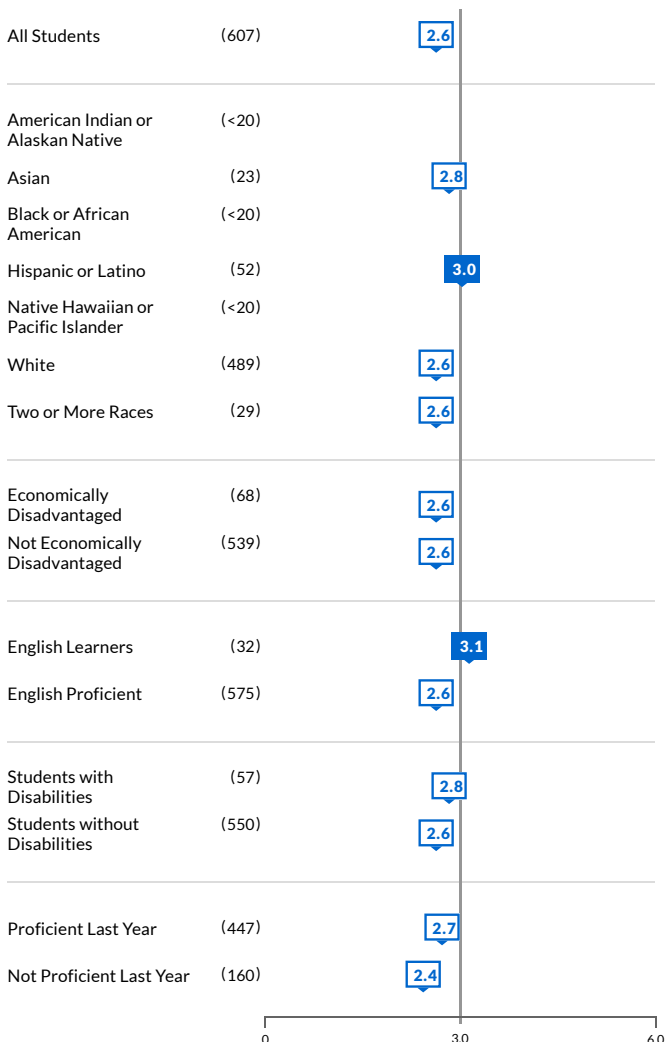 All Students (607) 2.6
American Indian or (<20)
Alaskan Native
Asian (23) 2.8
Black or African (<20)
American
Hispanic or Latino (52) 3.0
Native Hawaiian or (<20)
Pacific Islander
White (489) 2.6
Two or More Races (29) 2.6
Economically (68) 2.6
Disadvantaged
Not Economically (539) 2.6
Disadvantaged
English Learners (32) 3.1
English Proficient (575) 2.6
Students with (57) 2.8
Disabilities
Students without (550) 2.6
Disabilities
Proficient Last Year (447) 2.7
Not Proficient Last Year (160) 2.4
0 3.0 6.0